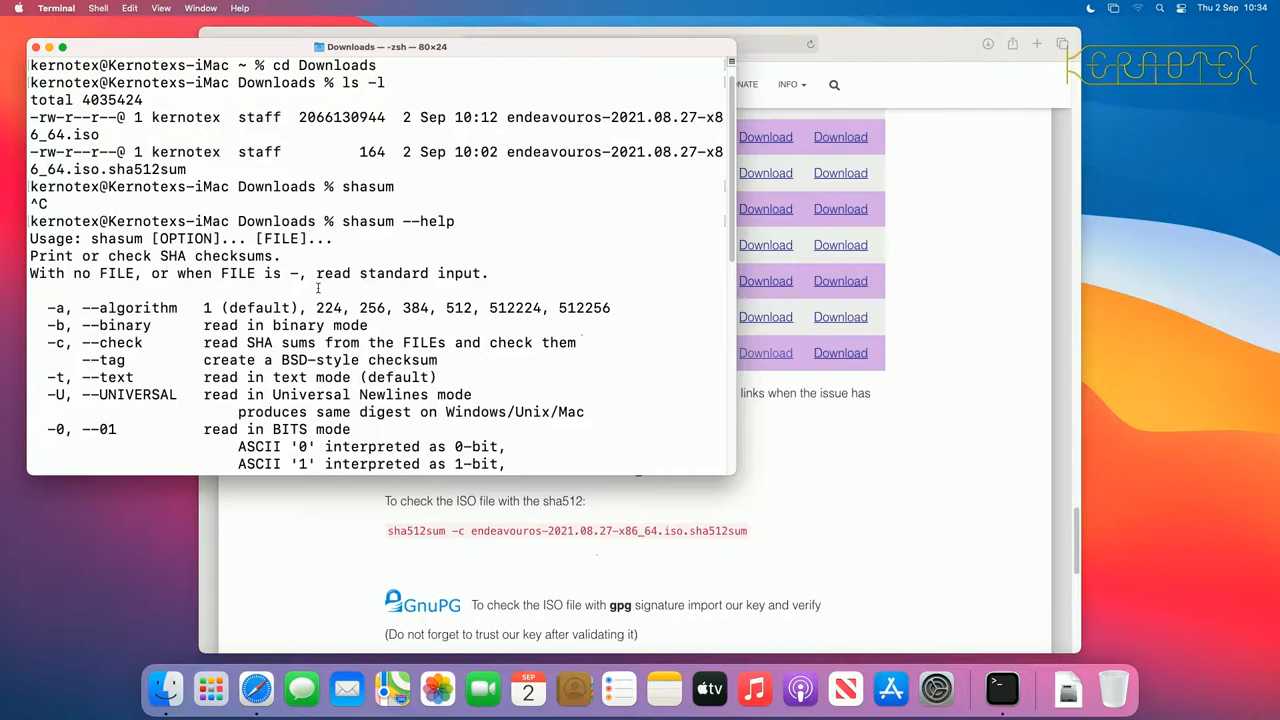 Terminal Shell Edit View Window Help Thu 2 Sep 10:34
Downloads — -zsh — 80×24
kernotex@Kernotexs-iMac ~ % cd Downloads
kernotex@Kernotexs-iMac Downloads % ls -l
total 4035424
-rw-r--r--@ 1 kernotex staff 2066130944 2 Sep 10:12 endeavouros-2021.08.27-x8
6_64.iso
-rw-r--r--@ 1 kernotex staff 164 2 Sep 10:02 endeavouros-2021.08.27-x8
6_64.iso.sha512sum
kernotex@Kernotexs-iMac Downloads % shasum
^C
kernotex@Kernotexs-iMac Downloads % shasum --help
Usage: shasum [OPTION]... [FILE]...
Print or check SHA checksums.
With no FILE, or when FILE is -, read standard input.
-a, --algorithm 1 (default), 224, 256, 384, 512, 512224, 512256
-b, --binary read in binary mode
-c, --check read SHA sums from the FILEs and check them
--tag create a BSD-style checksum
-t, --text read in text mode (default)
-U, --UNIVERSAL read in Universal Newlines mode
produces same digest on Windows/Unix/Mac
-0, --01 read in BITS mode
ASCII '0' interpreted as 0-bit,
ASCII '1' interpreted as 1-bit,
KERNOTEX
INFO
Download Download
Download Download
Download Download
Download Download
Download Download
Download Download
Download Download
links when the issue has
To check the ISO file with the sha512:
sha512sum -c endeavouros-2021.08.27-x86_64.iso.sha512sum
GnuPG To check the ISO file with gpg signature import our key and verify
(Do not forget to trust our key after validating it)
SEP
2
tv
>_